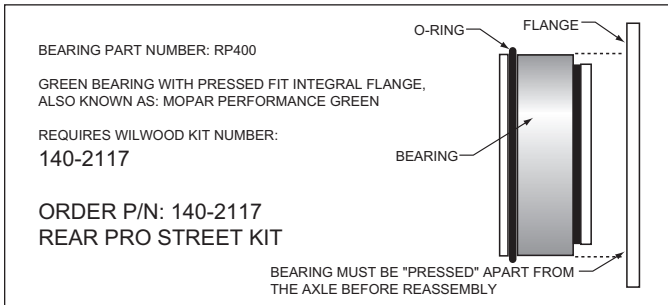 BEARING PART NUMBER: RP400
GREEN BEARING WITH PRESSED FIT INTEGRAL FLANGE,
ALSO KNOWN AS: MOPAR PERFORMANCE GREEN
REQUIRES WILWOOD KIT NUMBER:
140-2117
ORDER P/N: 140-2117
REAR PRO STREET KIT
O-RING
FLANGE
BEARING
BEARING MUST BE "PRESSED" APART FROM
THE AXLE BEFORE REASSEMBLY